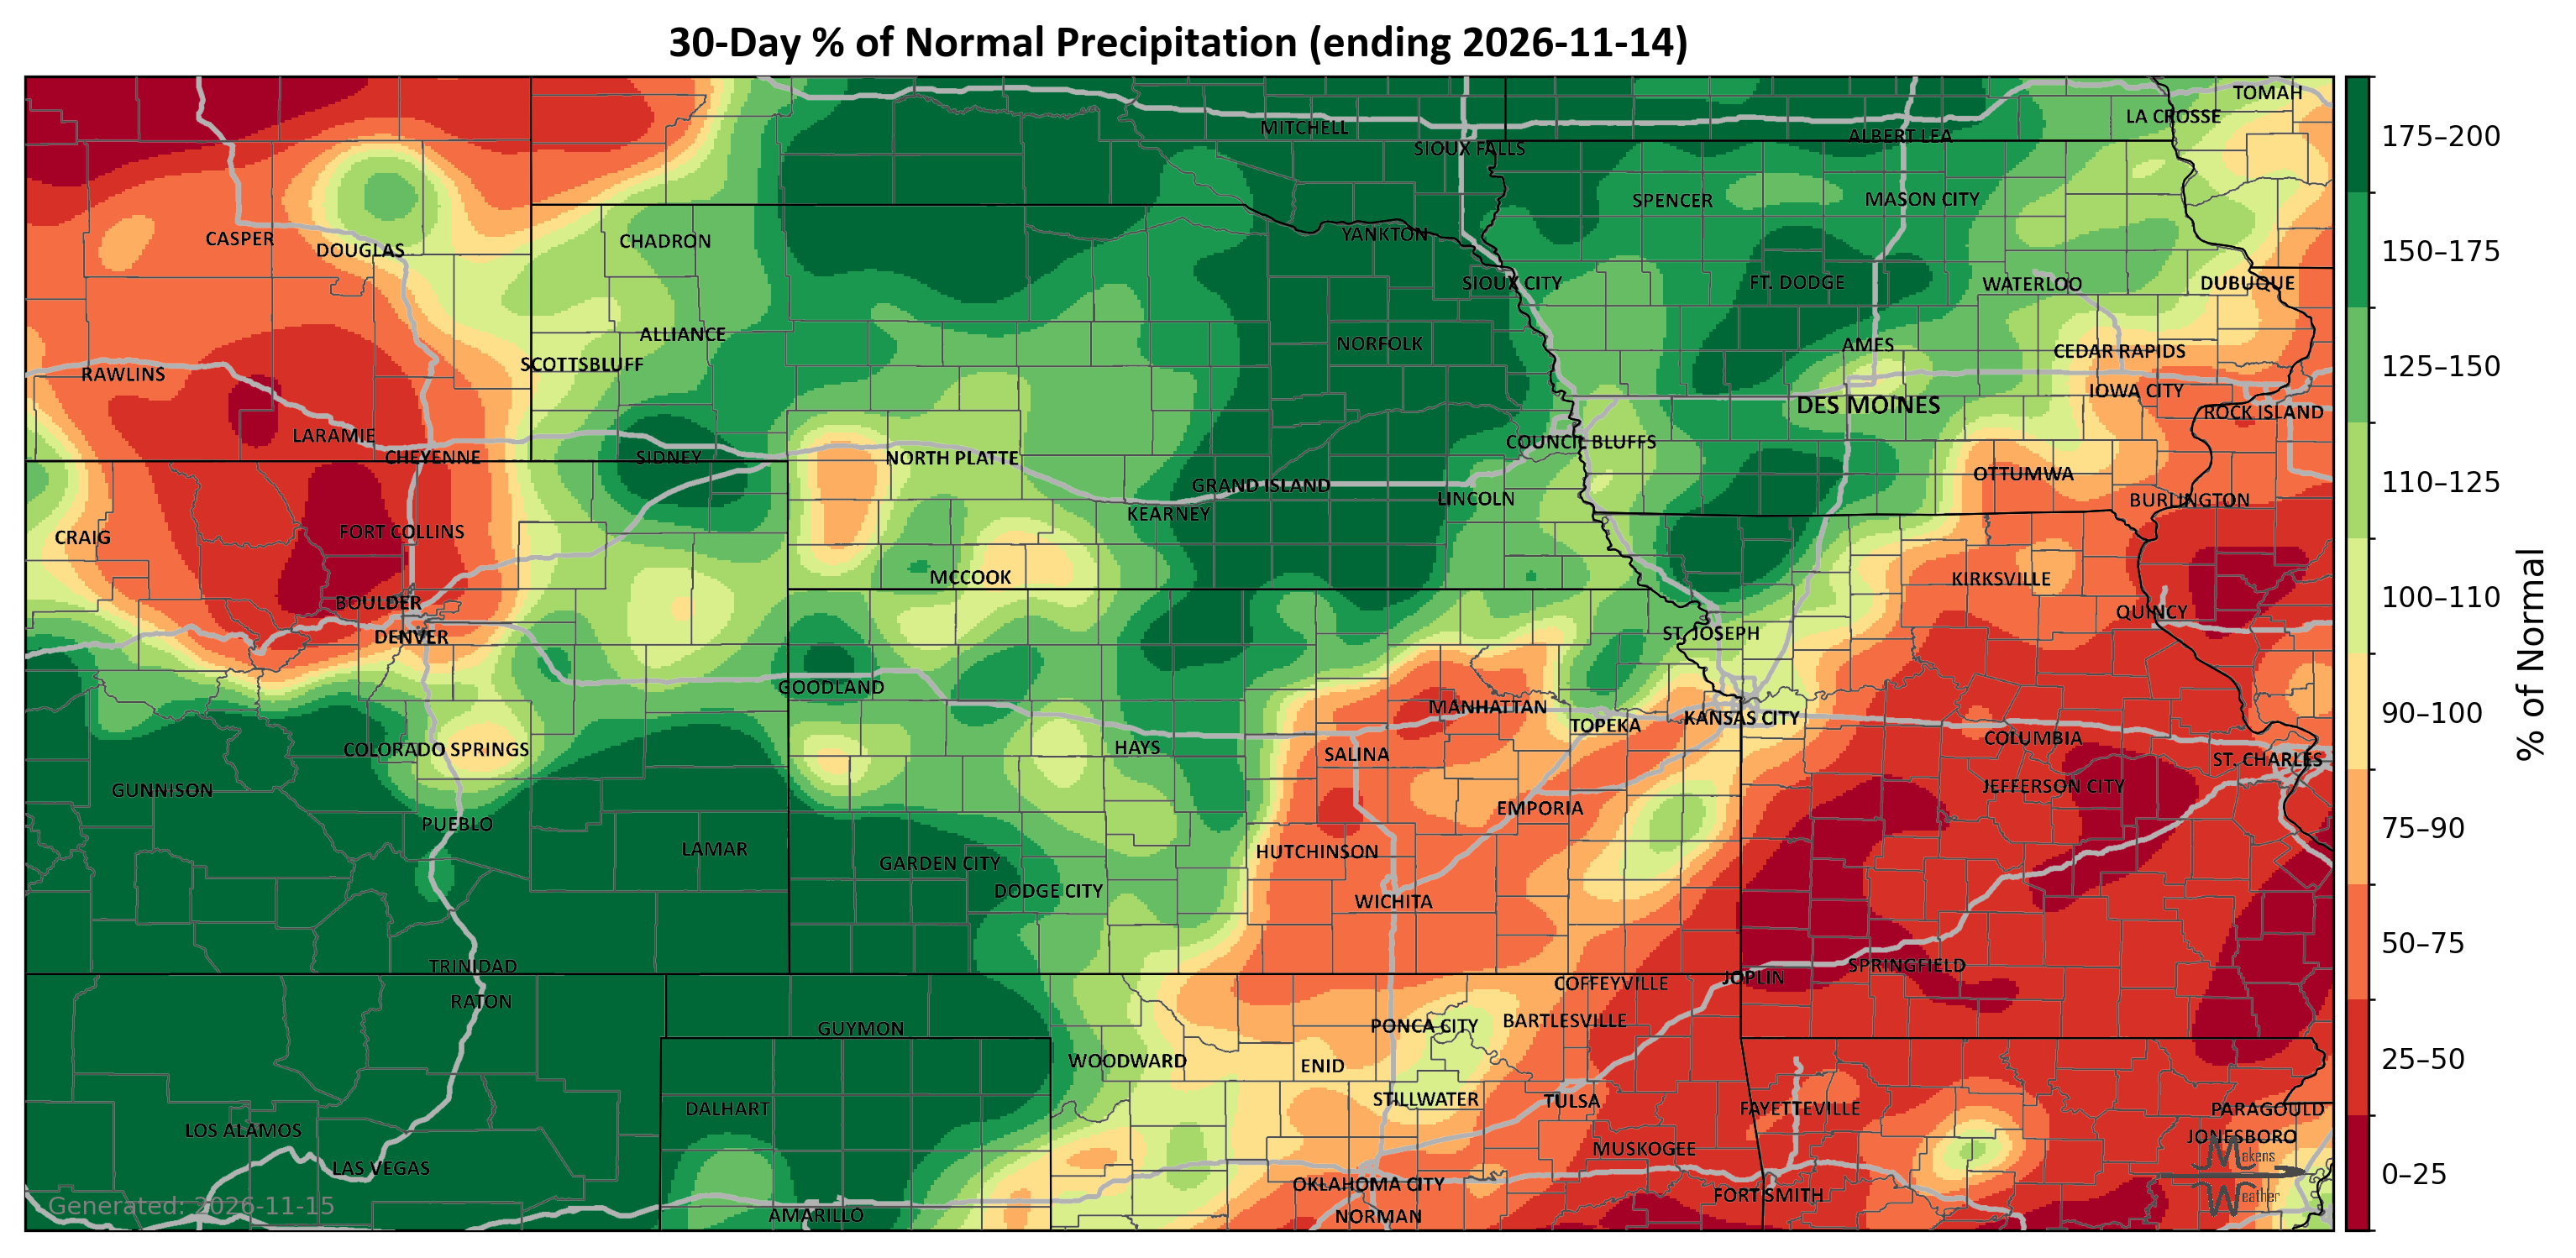 30-Day % of Normal Precipitation (ending 2026-11-14)
TOMAH
LA CROSSE
MITCHELL
ALBERT LEA
SIOUX FALLS
SPENCER
MASON CITY
YANKTON
CASPER
DOUGLAS
CHADRON
SIOUX CITY
FT. DODGE
WATERLOO
DUBUQUE
ALLIANCE
NORFOLK
AMES
CEDAR RAPIDS
SCOTTSBLUFF
RAWLINS
IOWA CITY
DES MOINES
ROCK ISLAND
LARAMIE
COUNCIL BLUFFS
CHEYENNE
SIDNEY
NORTH PLATTE
OTTUMWA
GRAND ISLAND
LINCOLN
BURLINGTON
KEARNEY
CRAIG
FORT COLLINS
MCCOOK
KIRKSVILLE
BOULDER
QUINCY
DENVER
ST. JOSEPH
GOODLAND
MANHATTAN
TOPEKA
KANSAS CITY
COLORADO SPRINGS
HAYS
SALINA
COLUMBIA
ST. CHARLES
GUNNISON
JEFFERSON CITY
EMPORIA
PUEBLO
LAMAR
GARDEN CITY
HUTCHINSON
DODGE CITY
WICHITA
TRINIDAD
SPRINGFIELD
JOPLIN
COFFEYVILLE
RATON
GUYMON
PONCA CITY
BARTLESVILLE
WOODWARD
ENID
STILLWATER
TULSA
DALHART
FAYETTEVILLE
PARAGOULD
LOS ALAMOS
JONESBORO
MUSKOGEE
LAS VEGAS
OKLAHOMA CITY
FORT SMITH
AMARILLO
NORMAN
Generated: 2026-11-15
Makens
Weather
175–200
150–175
125–150
110–125
100–110
90–100
75–90
50–75
25–50
0–25
% of Normal